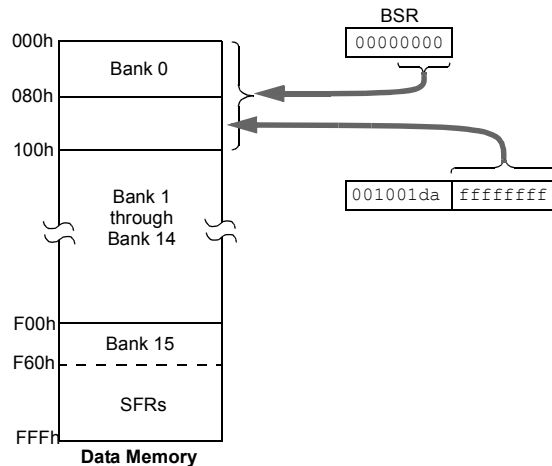 BSR
000h
00000000
Bank 0
080h
100h
001001da ffffffff
Bank 1
through
Bank 14
F00h
Bank 15
F60h
SFRs
FFFh
Data Memory